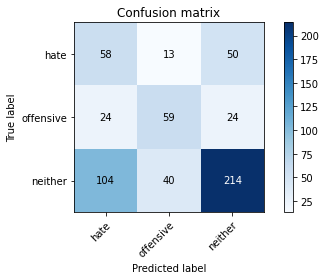 Confusion matrix
hate 58 13 50
offensive 24 59 24
neither 104 40 214
hate offensive neither
True label
Predicted label
200
175
150
125
100
75
50
25